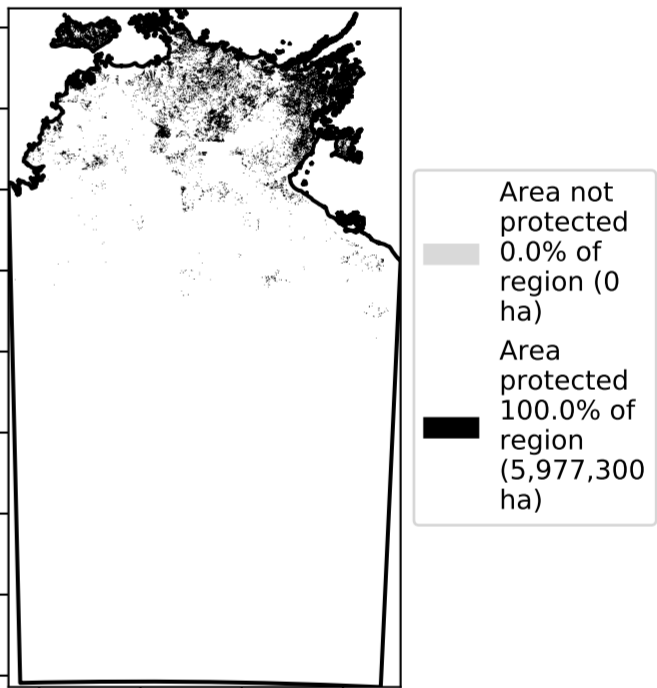 Area not
protected
0.0% of
region (0
ha)
Area
protected
100.0% of
region
(5,977,300
ha)